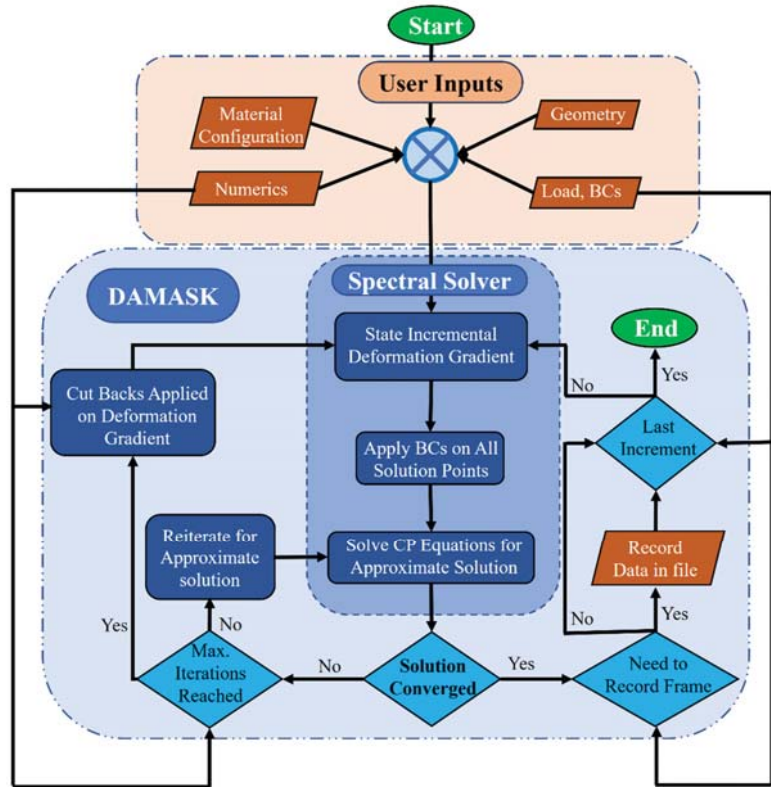 Start
User Inputs
Material
Configuration
Geometry
Numerics
Load, BCs
DAMASK
Spectral Solver
State Incremental
Deformation Gradient
End
Yes
No
Cut Backs Applied
on Deformation
Gradient
Last
Increment
Apply BCs on All
Solution Points
Reiterate for
Approximate
solution
Solve CP Equations for
Approximate Solution
Record
Data in file
Yes
No
No
Yes
Max.
Iterations
Reached
No
Solution
Converged
Yes
Need to
Record Frame